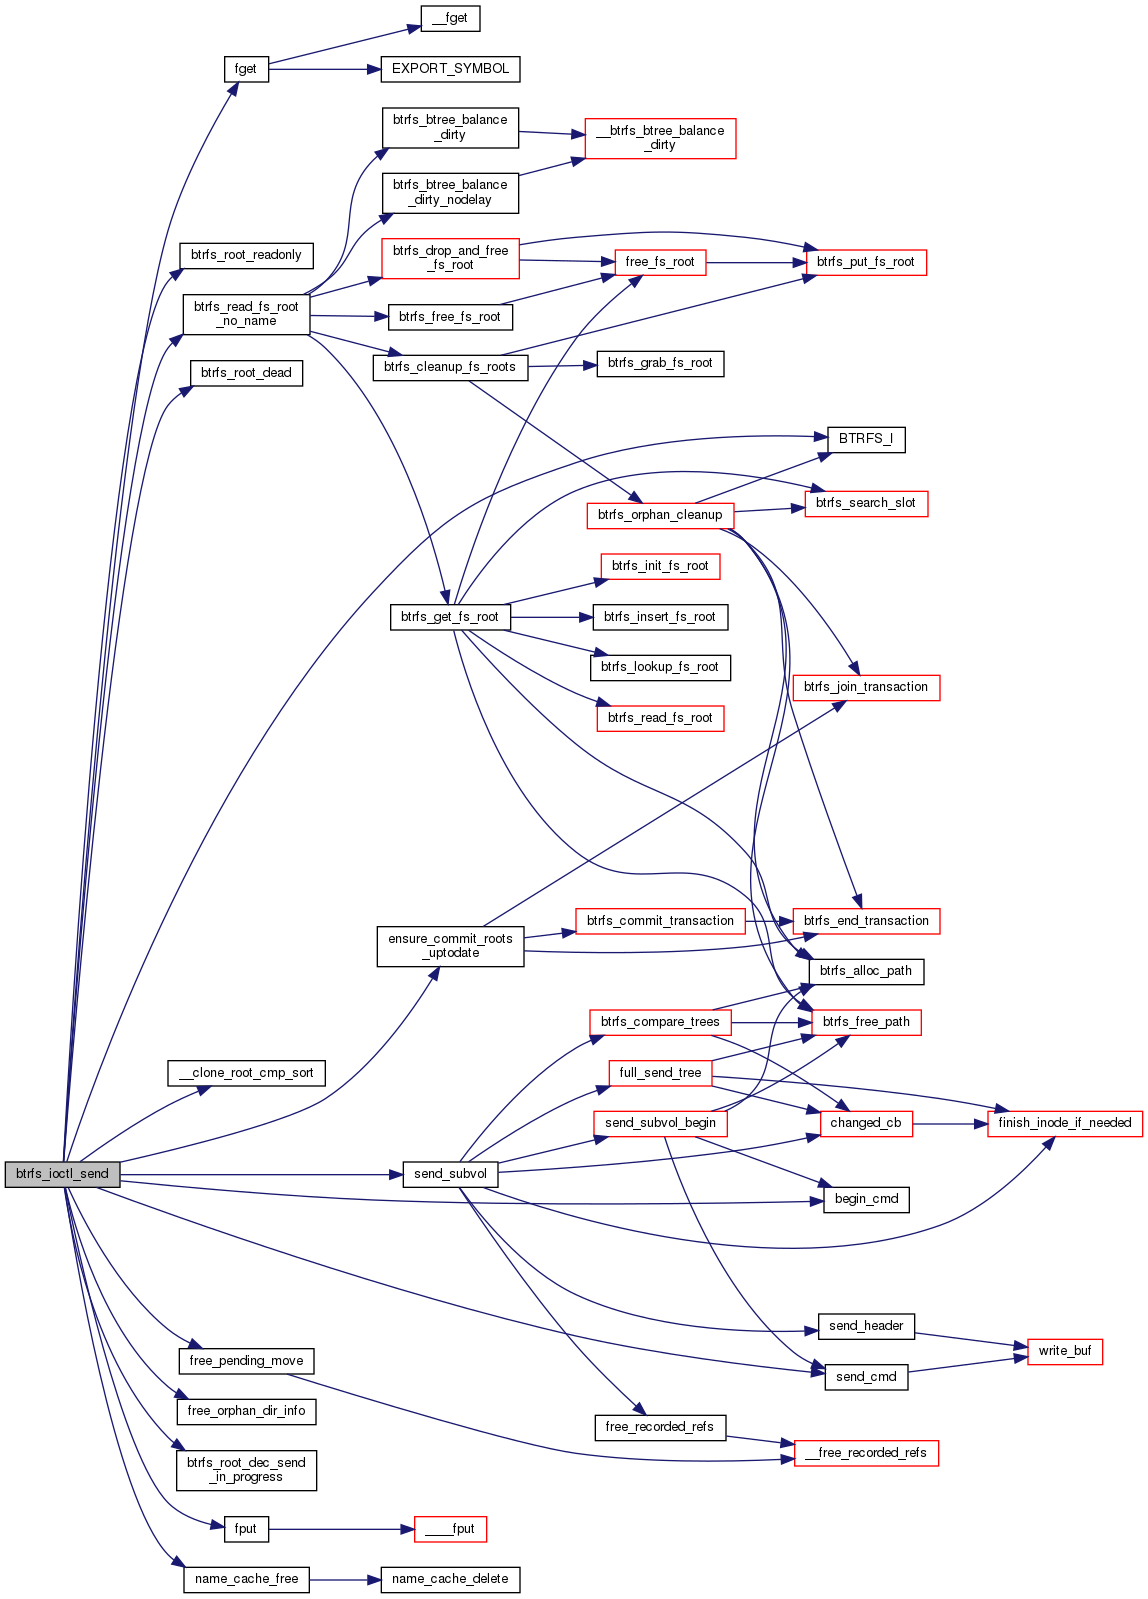 __fget
fget
EXPORT_SYMBOL
btrfs_btree_balance
_dirty
__btrfs_btree_balance
_dirty
btrfs_btree_balance
_dirty_nodelay
btrfs_root_readonly
btrfs_drop_and_free
_fs_root
free_fs_root
btrfs_put_fs_root
btrfs_read_fs_root
_no_name
btrfs_free_fs_root
btrfs_root_dead
btrfs_cleanup_fs_roots
btrfs_grab_fs_root
BTRFS_I
btrfs_search_slot
btrfs_orphan_cleanup
btrfs_init_fs_root
btrfs_get_fs_root
btrfs_insert_fs_root
btrfs_lookup_fs_root
btrfs_join_transaction
btrfs_read_fs_root
btrfs_commit_transaction
btrfs_end_transaction
ensure_commit_roots
_uptodate
btrfs_alloc_path
btrfs_compare_trees
btrfs_free_path
__clone_root_cmp_sort
full_send_tree
send_subvol_begin
changed_cb
finish_inode_if_needed
btrfs_ioctl_send
send_subvol
begin_cmd
send_header
write_buf
free_pending_move
send_cmd
free_orphan_dir_info
free_recorded_refs
__free_recorded_refs
btrfs_root_dec_send
_in_progress
fput
____fput
name_cache_free
name_cache_delete